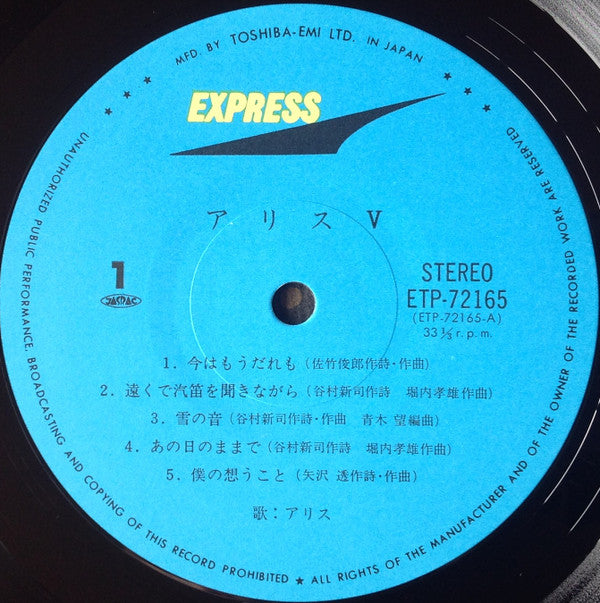 MFD. BY TOSHIBA-EMI LTD. IN JAPAN
EXPRESS
アリス V
1
JASRAC
STEREO
ETP-72165
(ETP-72165-A)
33 1/3 r.p.m.
1. 今はもうだれも(佐竹俊郎作詩・作曲)
2. 遠くで汽笛を聞きながら(谷村新司作詩 堀内孝雄作曲)
3. 雪の音(谷村新司作詩・作曲 青木 望編曲)
4. あの日のままで(谷村新司作詩 堀内孝雄作曲)
5. 僕の想うこと(矢沢 透作詩・作曲)
歌:アリス
UNAUTHORIZED PUBLIC PERFORMANCE, BROADCASTING AND COPYING OF THIS RECORD PROHIBITED ★ ALL RIGHTS OF THE MANUFACTURER AND OF THE OWNER OF THE RECORDED WORK ARE RESERVED